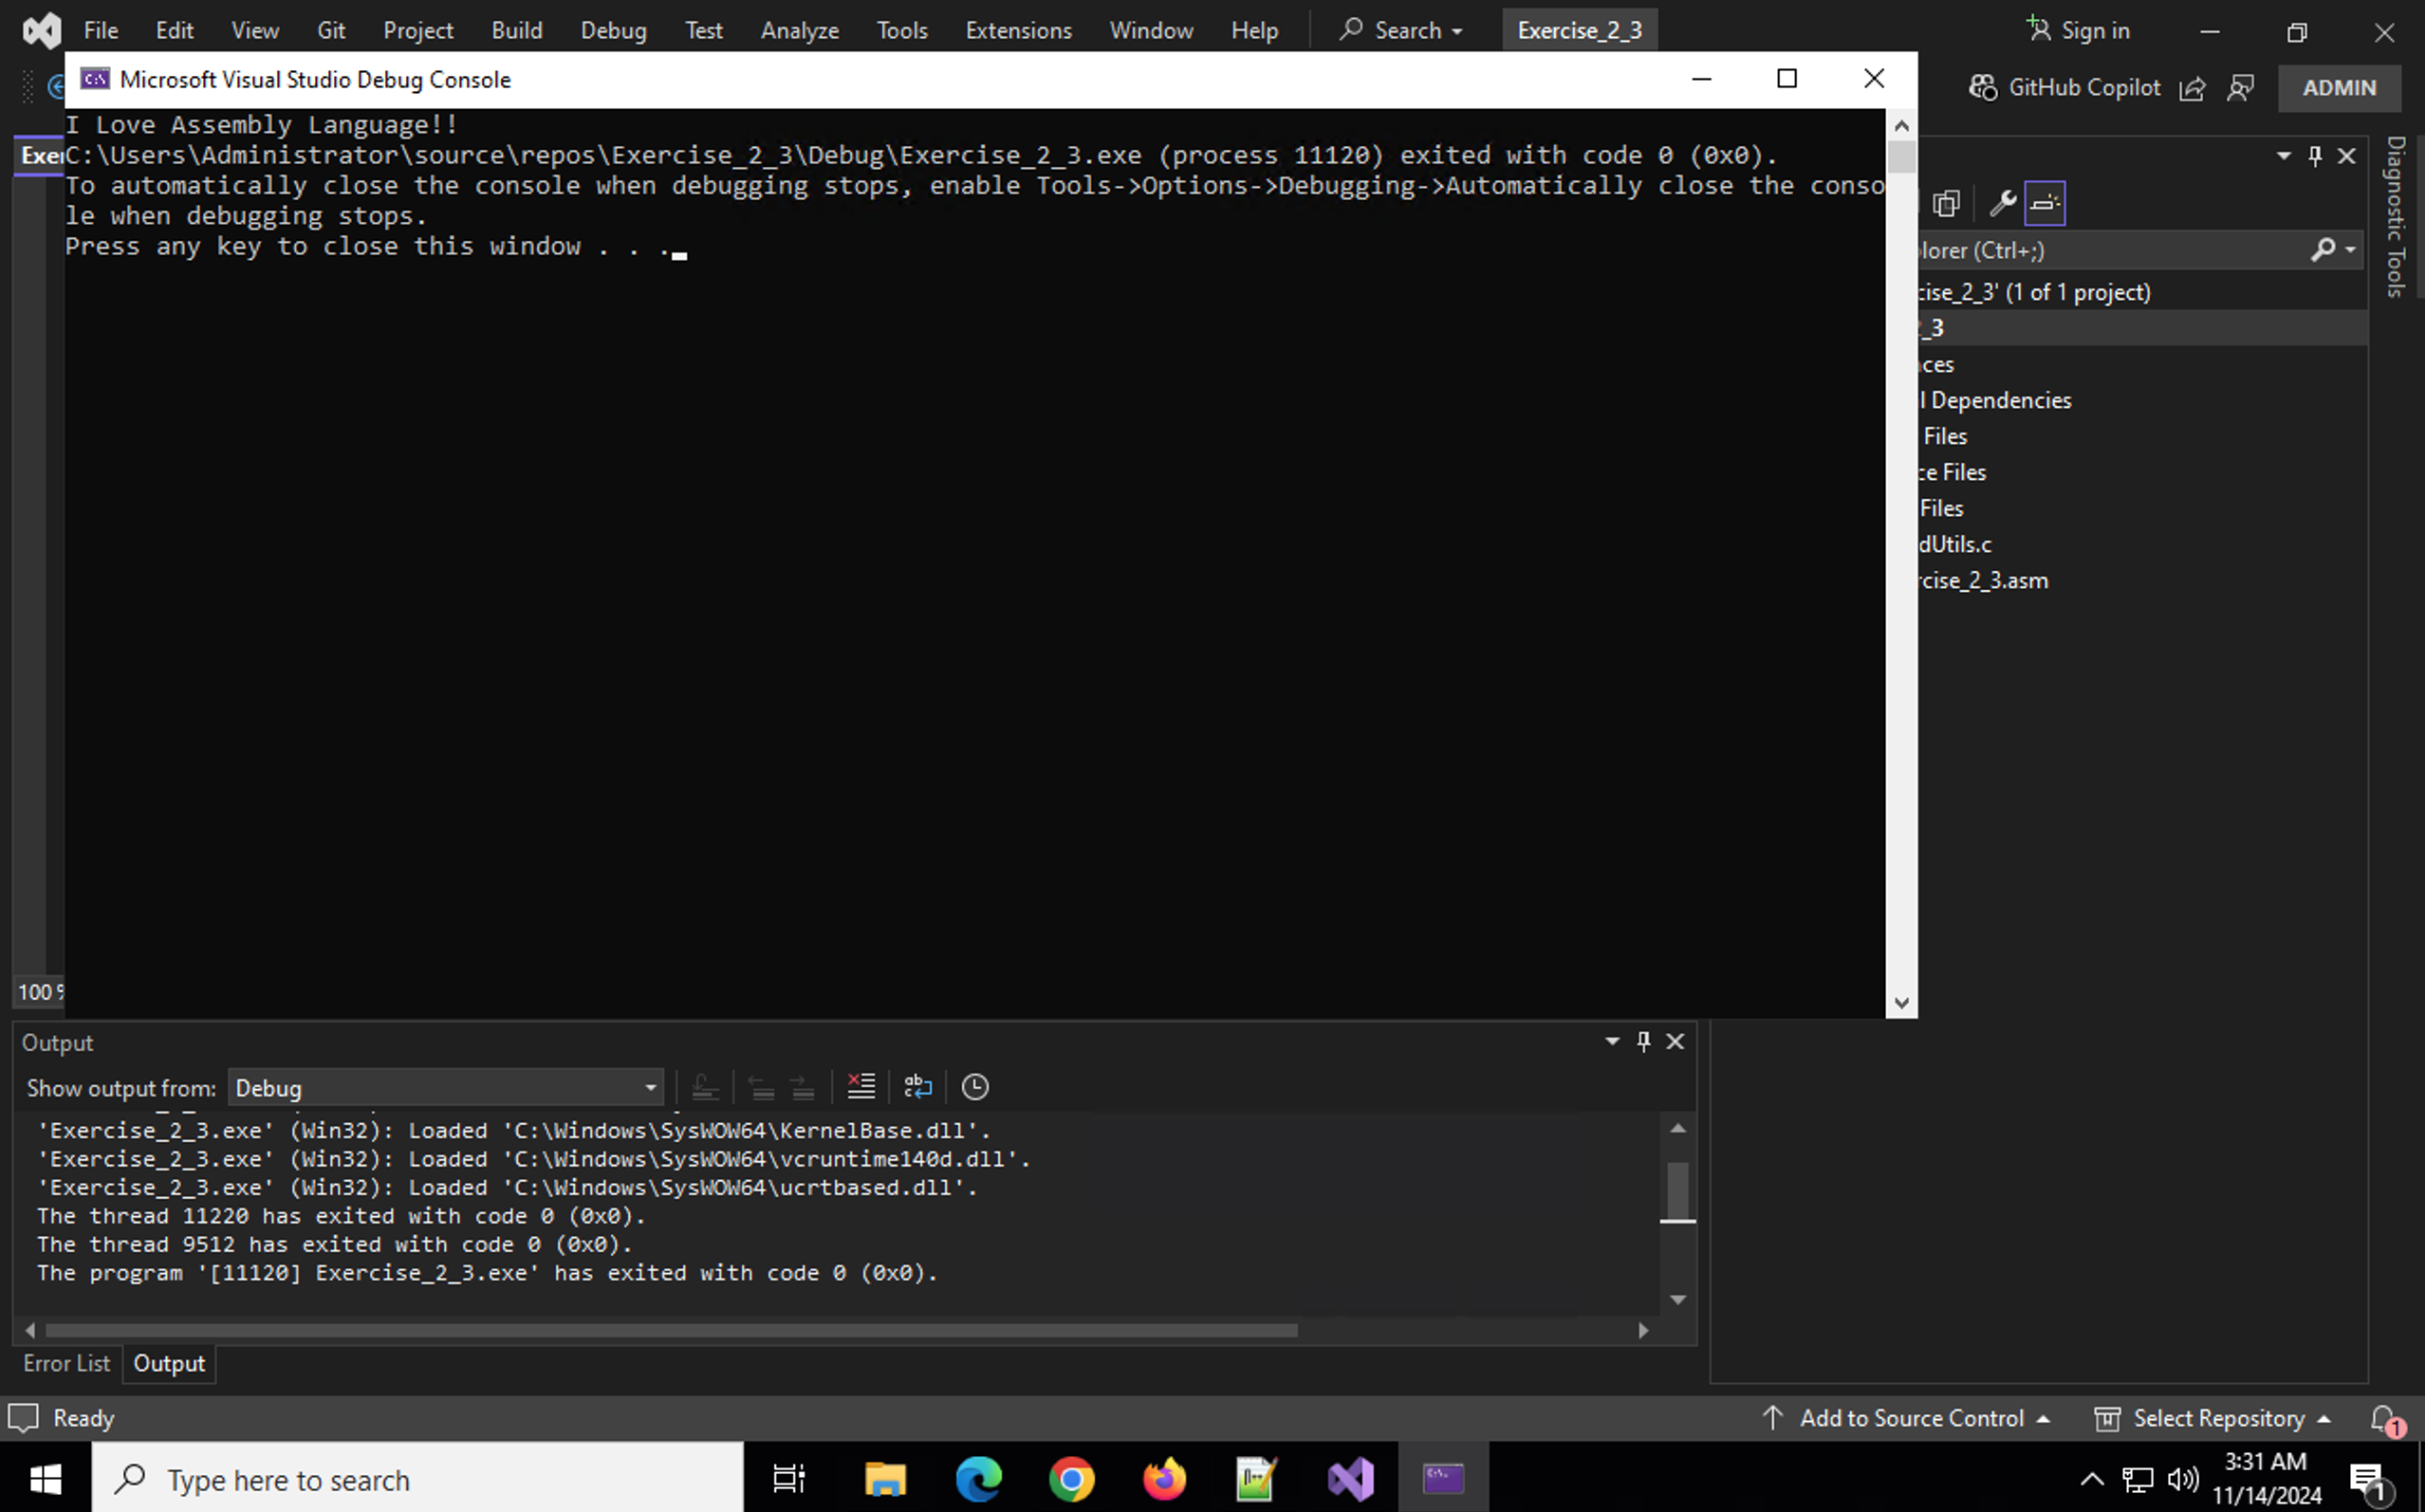 File Edit View Git Project Build Debug Test Analyze Tools Extensions Window Help Search Exercise_2_3 Sign in
Microsoft Visual Studio Debug Console
GitHub Copilot ADMIN
I Love Assembly Language!!
C:\Users\Administrator\source\repos\Exercise_2_3\Debug\Exercise_2_3.exe (process 11120) exited with code 0 (0x0).
To automatically close the console when debugging stops, enable Tools->Options->Debugging->Automatically close the conso
le when debugging stops.
Press any key to close this window . . .
Exer
Diagnostic Tools
lorer (Ctrl+;)
cise_2_3' (1 of 1 project)
_3
ces
l Dependencies
Files
ce Files
Files
dUtils.c
rcise_2_3.asm
100 %
Output
Show output from: Debug
'Exercise_2_3.exe' (Win32): Loaded 'C:\Windows\SysWOW64\KernelBase.dll'.
'Exercise_2_3.exe' (Win32): Loaded 'C:\Windows\SysWOW64\vcruntime140d.dll'.
'Exercise_2_3.exe' (Win32): Loaded 'C:\Windows\SysWOW64\ucrtbased.dll'.
The thread 11220 has exited with code 0 (0x0).
The thread 9512 has exited with code 0 (0x0).
The program '[11120] Exercise_2_3.exe' has exited with code 0 (0x0).
Error List Output
Ready Add to Source Control Select Repository 1
Type here to search
3:31 AM
11/14/2024
1